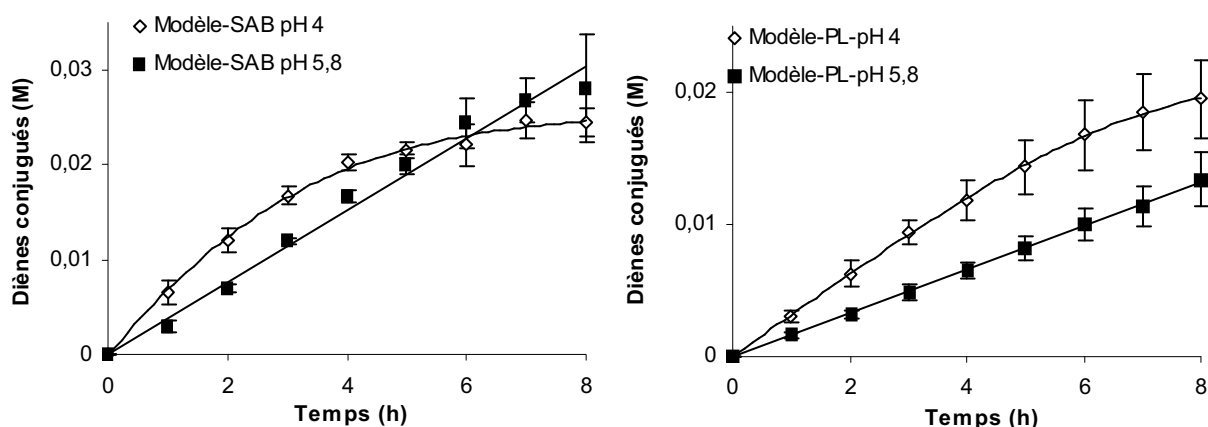 Diènes conjugués (M)
Modèle-SAB pH 4
Modèle-SAB pH 5,8
0,03
0,02
0,01
0
0 2 4 6 8
Temps (h)
Diènes conjugués (M)
Modèle-PL-pH 4
Modèle-PL-pH 5,8
0,02
0,01
0
0 2 4 6 8
Temps (h)